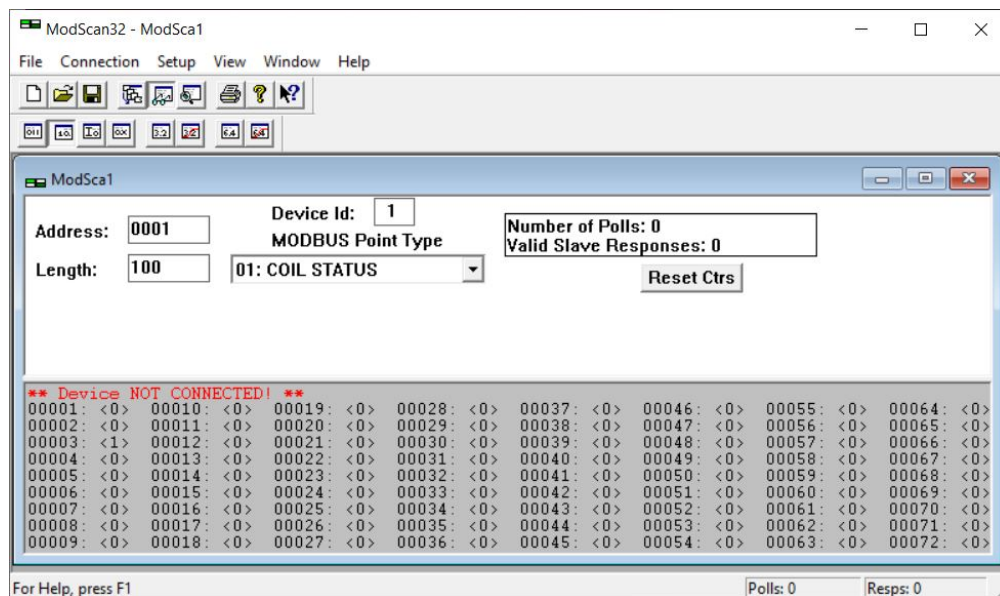 ModScan32 - ModSca1
File Connection Setup View Window Help
ModSca1
Address: 0001
Device Id: 1
MODBUS Point Type
Length: 100
01: COIL STATUS
Number of Polls: 0
Valid Slave Responses: 0
Reset Ctrs
** Device NOT CONNECTED! **
00001: <0> 00010: <0> 00019: <0> 00028: <0> 00037: <0> 00046: <0> 00055: <0> 00064: <0>
00002: <0> 00011: <0> 00020: <0> 00029: <0> 00038: <0> 00047: <0> 00056: <0> 00065: <0>
00003: <1> 00012: <0> 00021: <0> 00030: <0> 00039: <0> 00048: <0> 00057: <0> 00066: <0>
00004: <0> 00013: <0> 00022: <0> 00031: <0> 00040: <0> 00049: <0> 00058: <0> 00067: <0>
00005: <0> 00014: <0> 00023: <0> 00032: <0> 00041: <0> 00050: <0> 00059: <0> 00068: <0>
00006: <0> 00015: <0> 00024: <0> 00033: <0> 00042: <0> 00051: <0> 00060: <0> 00069: <0>
00007: <0> 00016: <0> 00025: <0> 00034: <0> 00043: <0> 00052: <0> 00061: <0> 00070: <0>
00008: <0> 00017: <0> 00026: <0> 00035: <0> 00044: <0> 00053: <0> 00062: <0> 00071: <0>
00009: <0> 00018: <0> 00027: <0> 00036: <0> 00045: <0> 00054: <0> 00063: <0> 00072: <0>
For Help, press F1
Polls: 0
Resps: 0